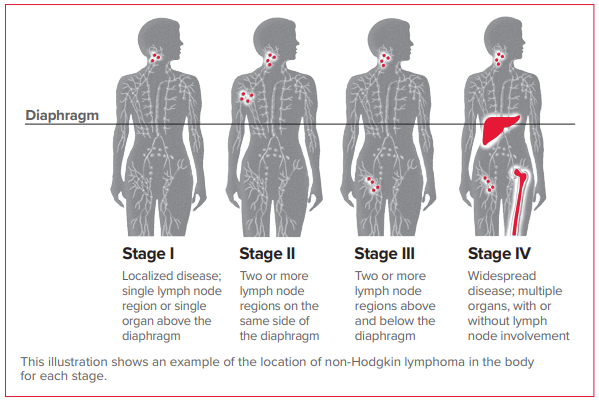 Diaphragm
Stage I
Localized disease;
single lymph node
region or single
organ above the
diaphragm
Stage II
Two or more
lymph node
regions on the
same side of
the diaphragm
Stage III
Two or more
lymph node
regions above
and below the
diaphragm
Stage IV
Widespread
disease; multiple
organs, with or
without lymph
node involvement
This illustration shows an example of the location of non-Hodgkin lymphoma in the body
for each stage.